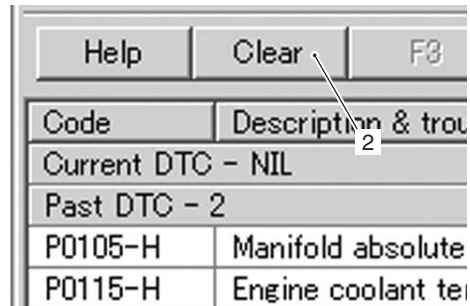 Help Clear F3
2
Code Description & trou
Current DTC - NIL
Past DTC - 2
P0105-H Manifold absolute
P0115-H Engine coolant te